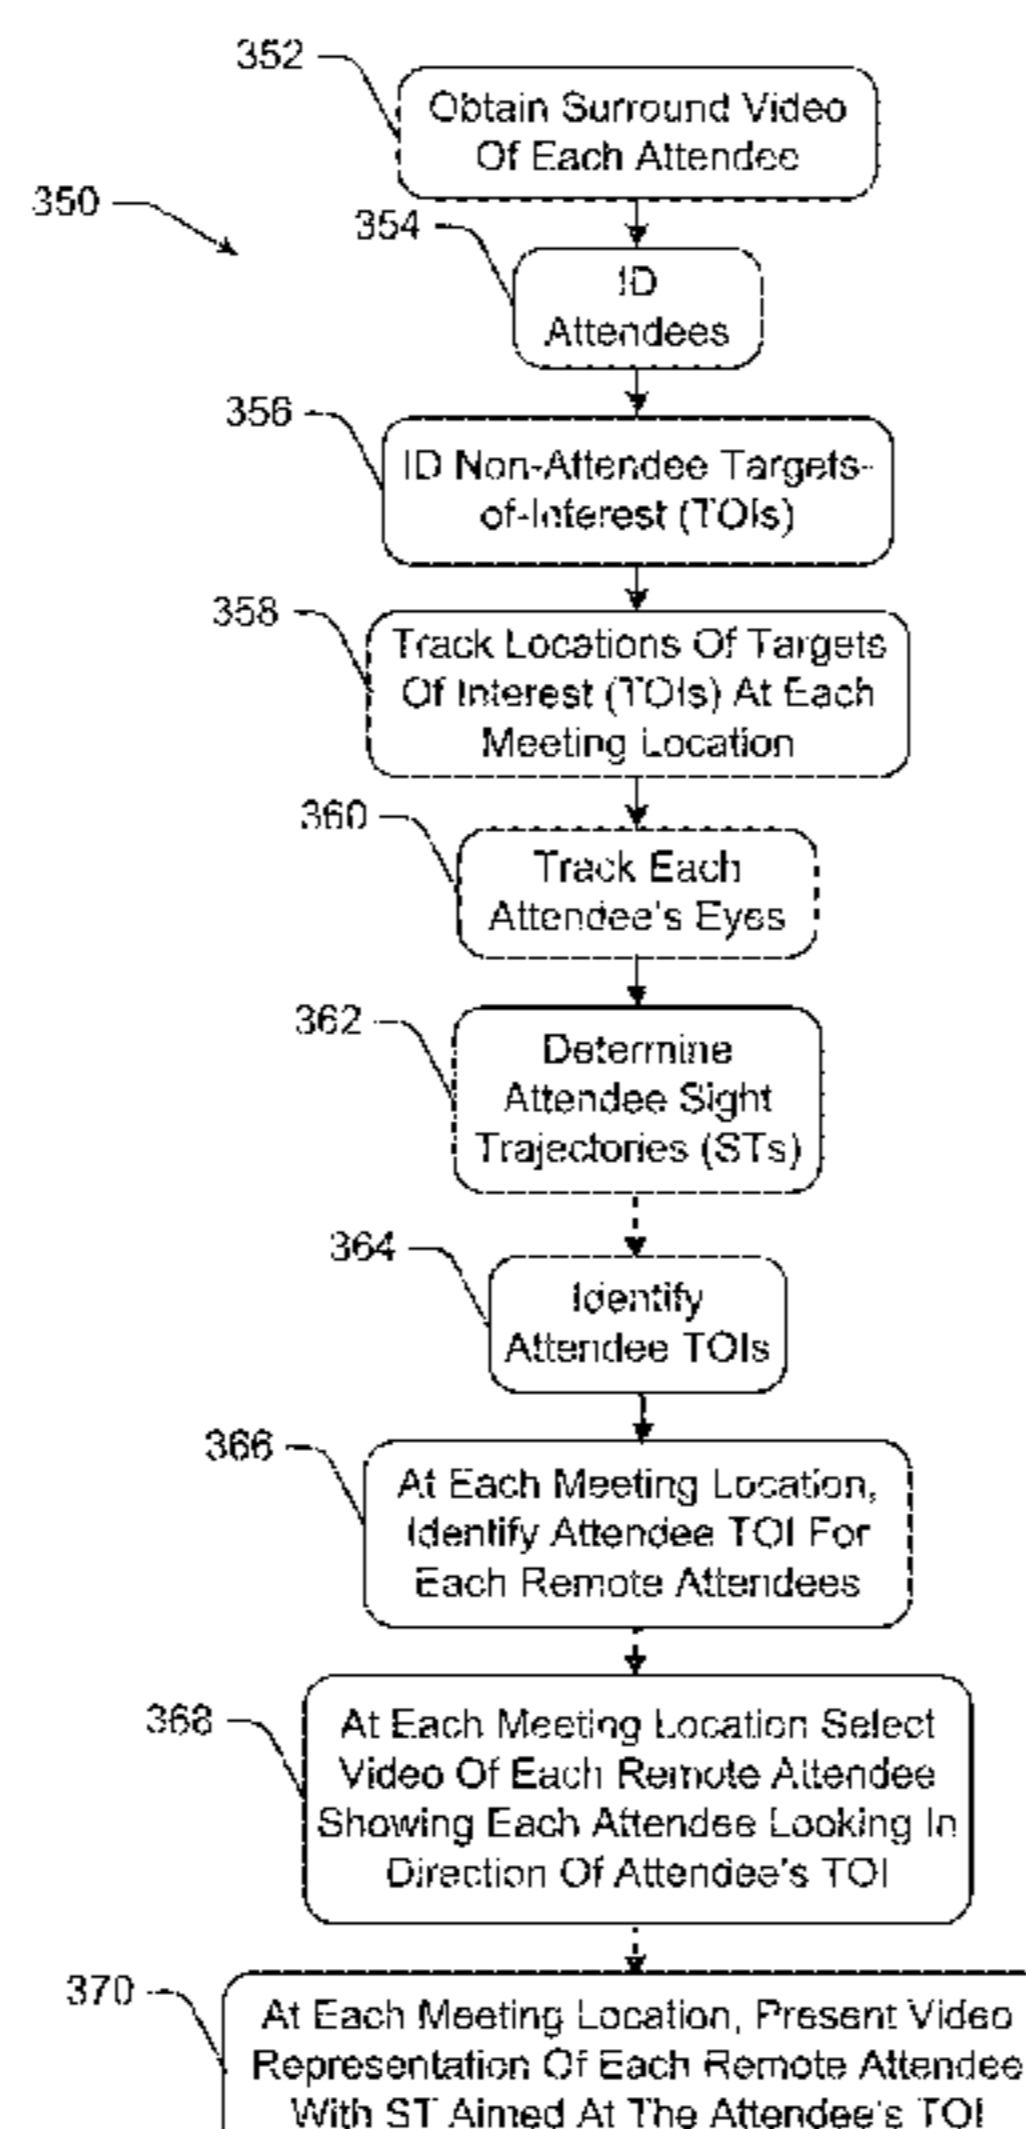 352
Obtain Surround Video
Of Each Attendee
350
354
ID
Attendees
356
ID Non-Attendee Targets-
of-Interest (TOIs)
358
Track Locations Of Targets
Of Interest (TOIs) At Each
Meeting Location
360
Track Each
Attendee's Eyes
362
Determine
Attendee Sight
Trajectories (STs)
364
Identify
Attendee TOIs
366
At Each Meeting Location,
Identify Attendee TOI For
Each Remote Attendees
368
At Each Meeting Location Select
Video Of Each Remote Attendee
Showing Each Attendee Looking In
Direction Of Attendee's TOI
370
At Each Meeting Location, Present Video
Representation Of Each Remote Attendee
With ST Aimed At The Attendee's TOI